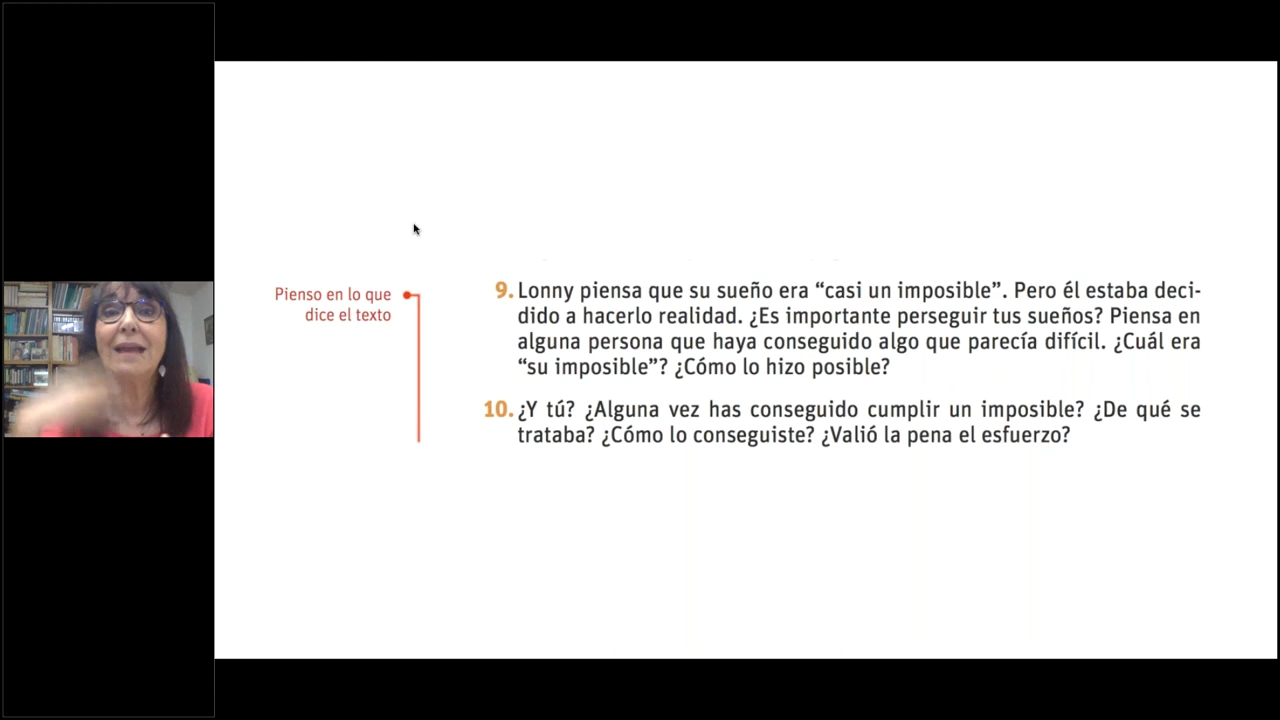 Pienso en lo que
dice el texto
9. Lonny piensa que su sueño era “casi un imposible”. Pero él estaba deci-
dido a hacerlo realidad. ¿Es importante perseguir tus sueños? Piensa en
alguna persona que haya conseguido algo que parecía difícil. ¿Cuál era
“su imposible”? ¿Cómo lo hizo posible?
10. ¿Y tú? ¿Alguna vez has conseguido cumplir un imposible? ¿De qué se
trataba? ¿Cómo lo conseguiste? ¿Valió la pena el esfuerzo?